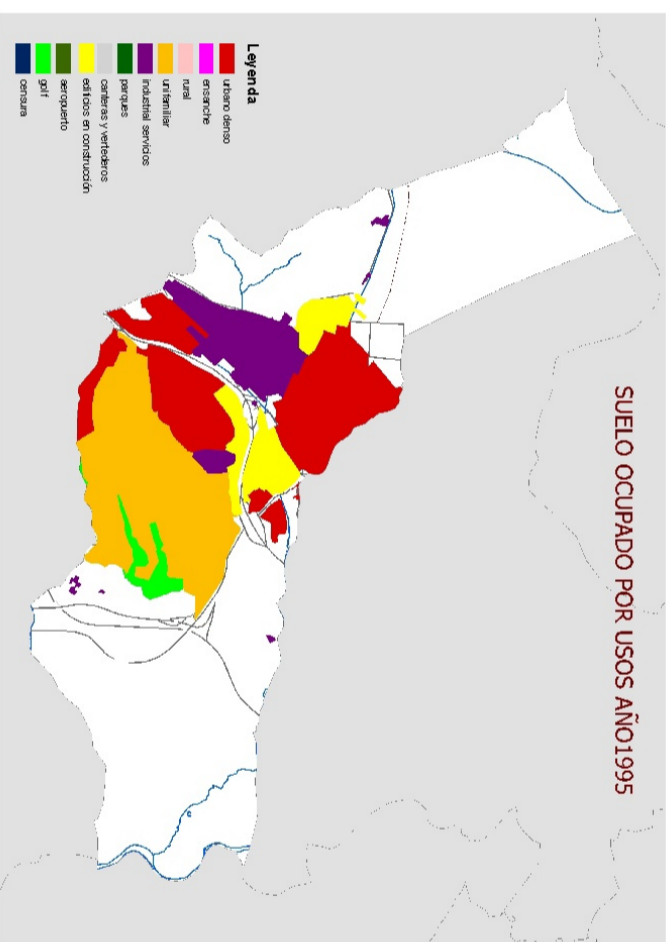 SUELO OCUPADO POR USOS AÑO1995
Leyenda
urbano denso
ensanche
rural
unifamiliar
industrial servicios
parques
canteras y vertederos
edificios en construcción
aeropuerto
golf
censura